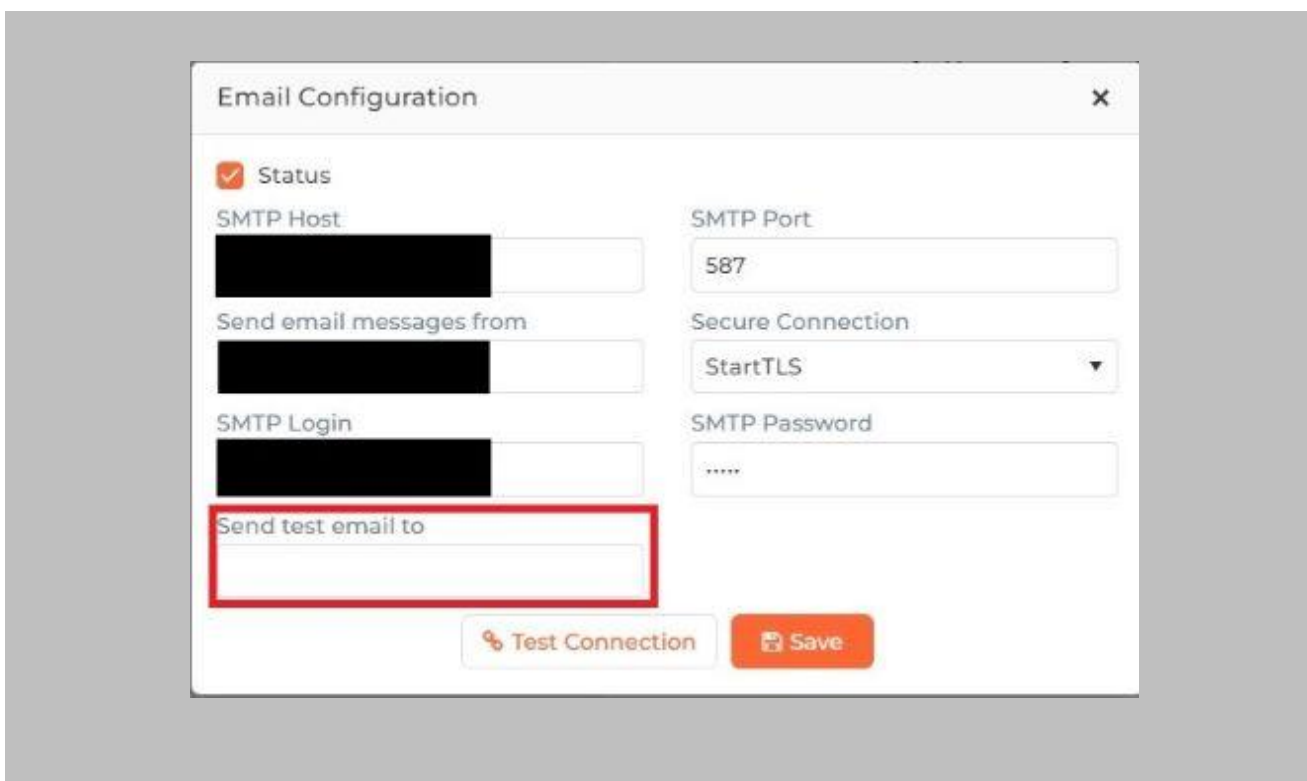 Email Configuration
Status
SMTP Host
SMTP Port
587
Send email messages from
Secure Connection
StartTLS
SMTP Login
SMTP Password
.....
Send test email to
Test Connection
Save